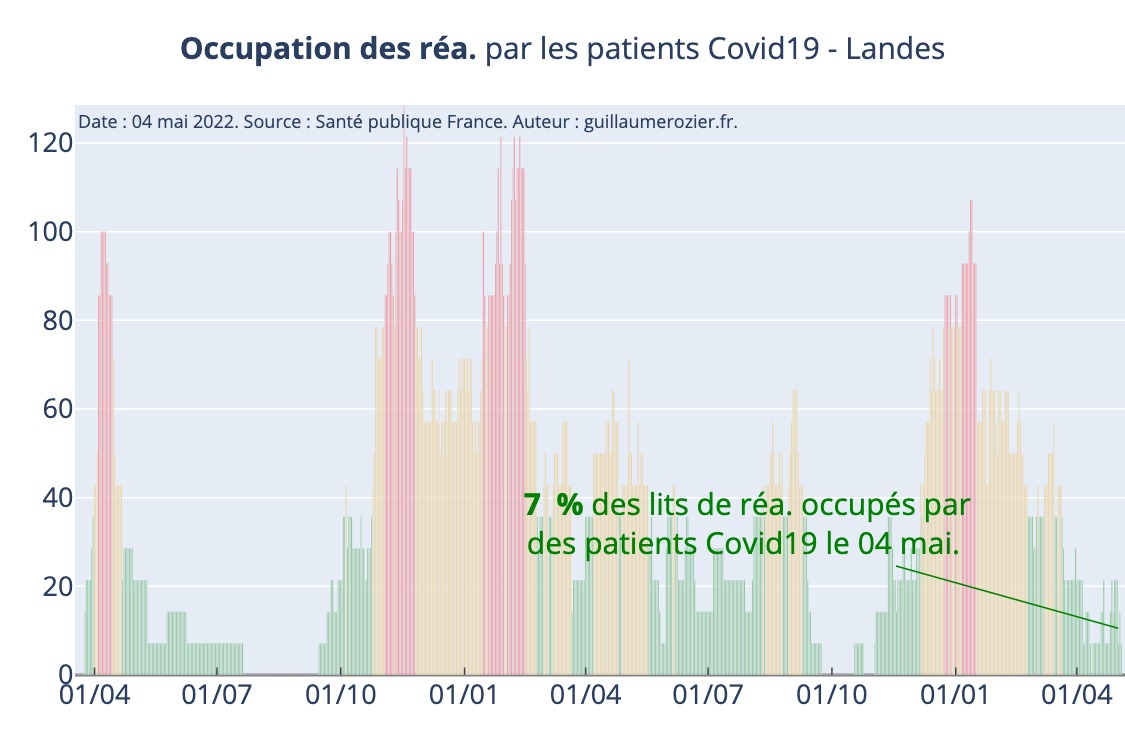 Occupation des réa. par les patients Covid19 - Landes
Date : 04 mai 2022. Source : Santé publique France. Auteur : guillaumerozier.fr.
120
100
80
60
40
20
0
7 % des lits de réa. occupés par
des patients Covid19 le 04 mai.
01/04 01/07 01/10 01/01 01/04 01/07 01/10 01/01 01/04